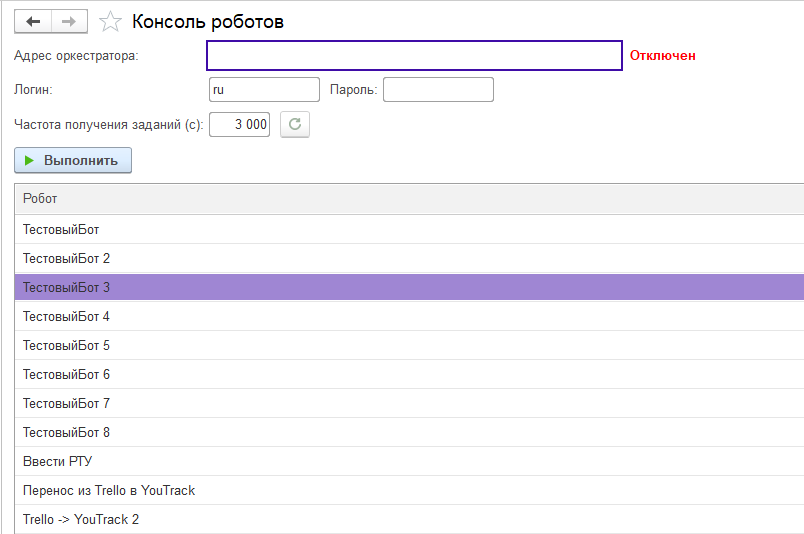 Консоль роботов
Адрес оркестратора: Отключен
Логин: ru Пароль:
Частота получения заданий (с): 3 000
Выполнить
Робот
ТестовыйБот
ТестовыйБот 2
ТестовыйБот 3
ТестовыйБот 4
ТестовыйБот 5
ТестовыйБот 6
ТестовыйБот 7
ТестовыйБот 8
Ввести РТУ
Перенос из Trello в YouTrack
Trello -> YouTrack 2